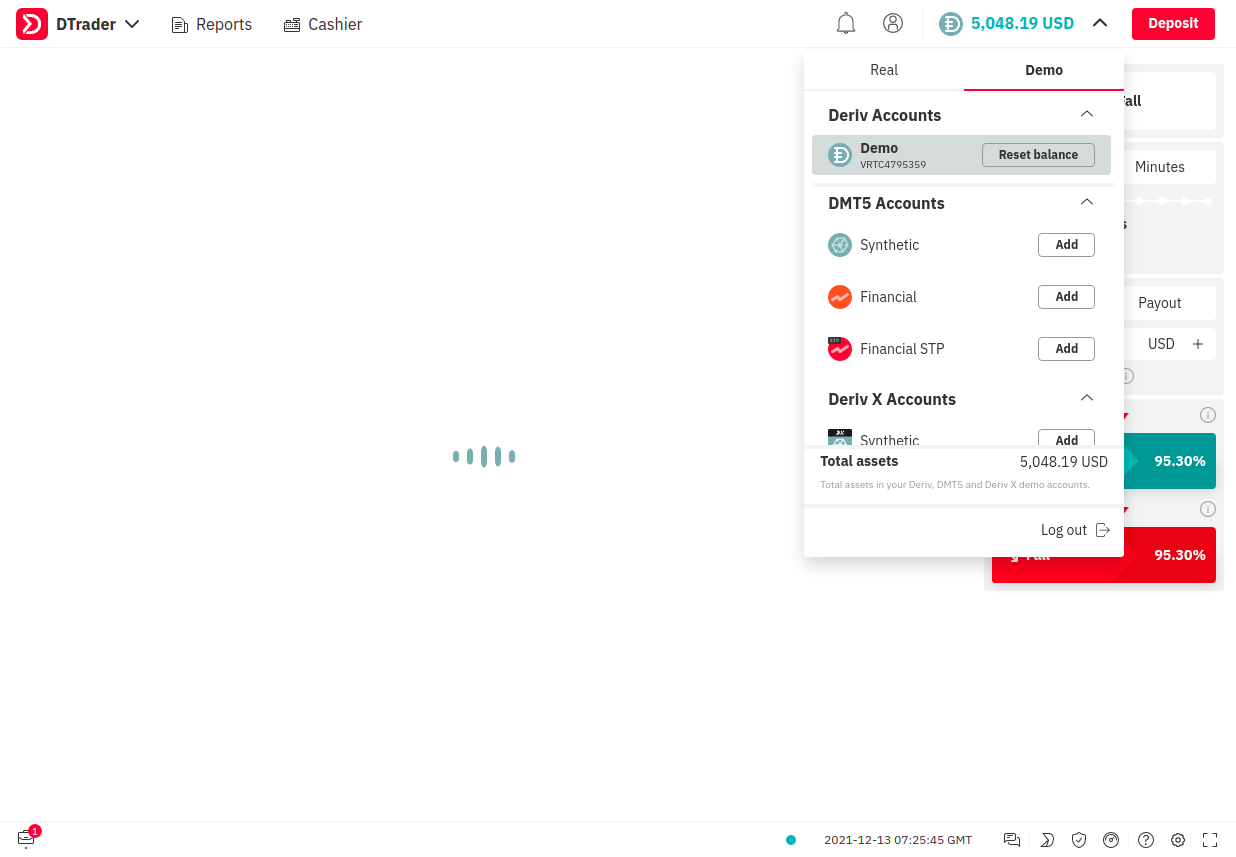 DTrader
Reports
Cashier
5,048.19 USD
Deposit
Real
Demo
Deriv Accounts
Demo
VRTC4795359
Reset balance
DMT5 Accounts
Synthetic
Add
Financial
Add
STP
Financial STP
Add
Deriv X Accounts
Synthetic
Add
Total assets
5,048.19 USD
Total assets in your Deriv, DMT5 and Deriv X demo accounts.
Log out
Minutes
Payout
USD
95.30%
95.30%
1
2021-12-13 07:25:45 GMT